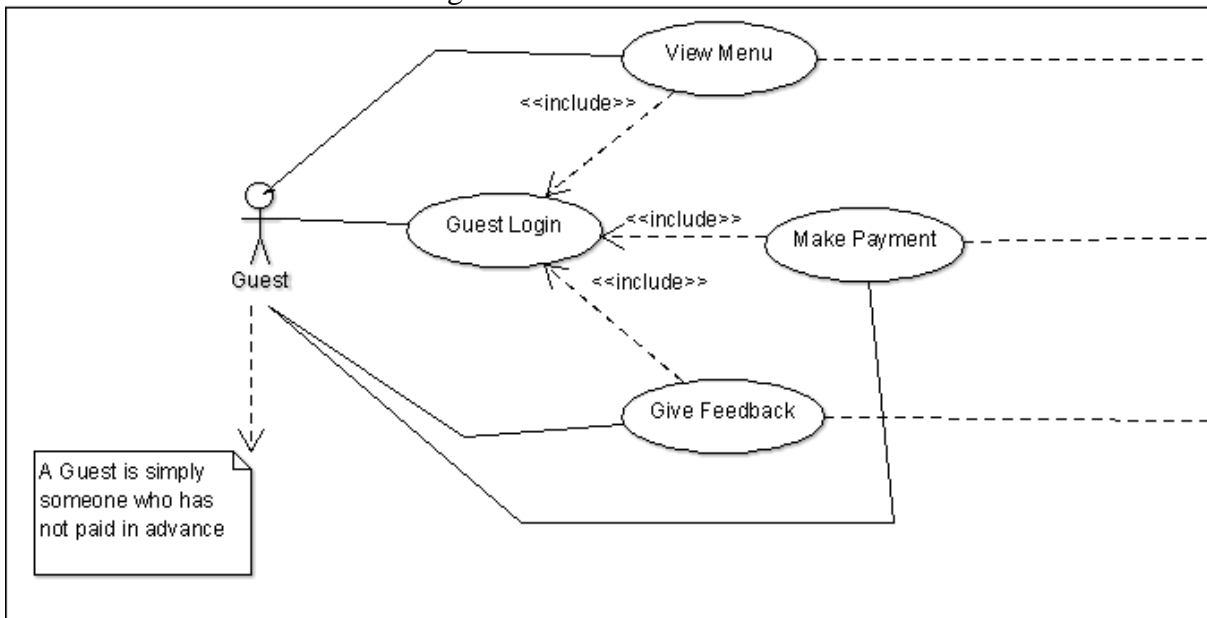 View Menu
<<include>>
Guest Login
<<include>>
Make Payment
Guest
<<include>>
Give Feedback
A Guest is simply
someone who has
not paid in advance